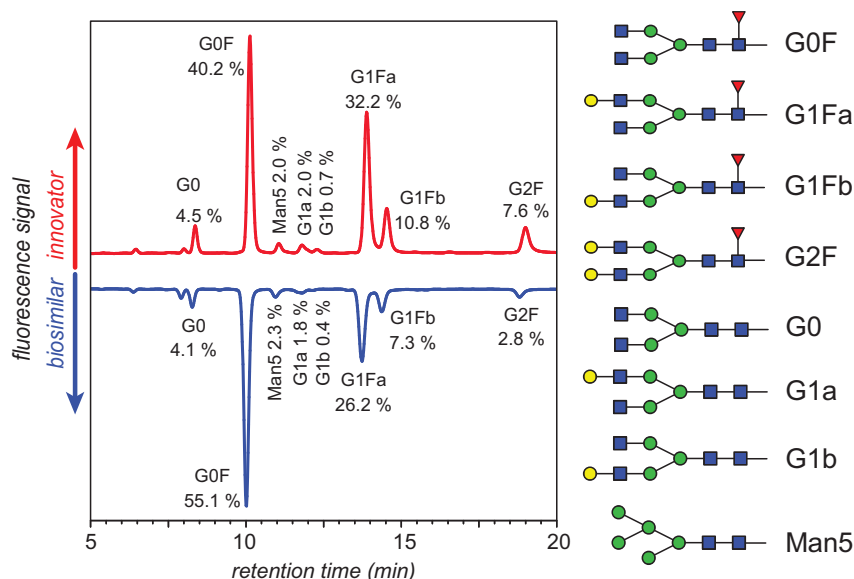 G0F
40.2 %
G1Fa
32.2 %
G0
4.5 %
Man5 2.0 %
G1a 2.0 %
G1b 0.7 %
G1Fb
10.8 %
G2F
7.6 %
fluorescence signal
innovator
biosimilar
G0
4.1 %
Man5 2.3 %
G1a 1.8 %
G1b 0.4 %
G1Fa
26.2 %
G1Fb
7.3 %
G2F
2.8 %
G0F
55.1 %
5
10
15
20
retention time (min)
G0F
G1Fa
G1Fb
G2F
G0
G1a
G1b
Man5